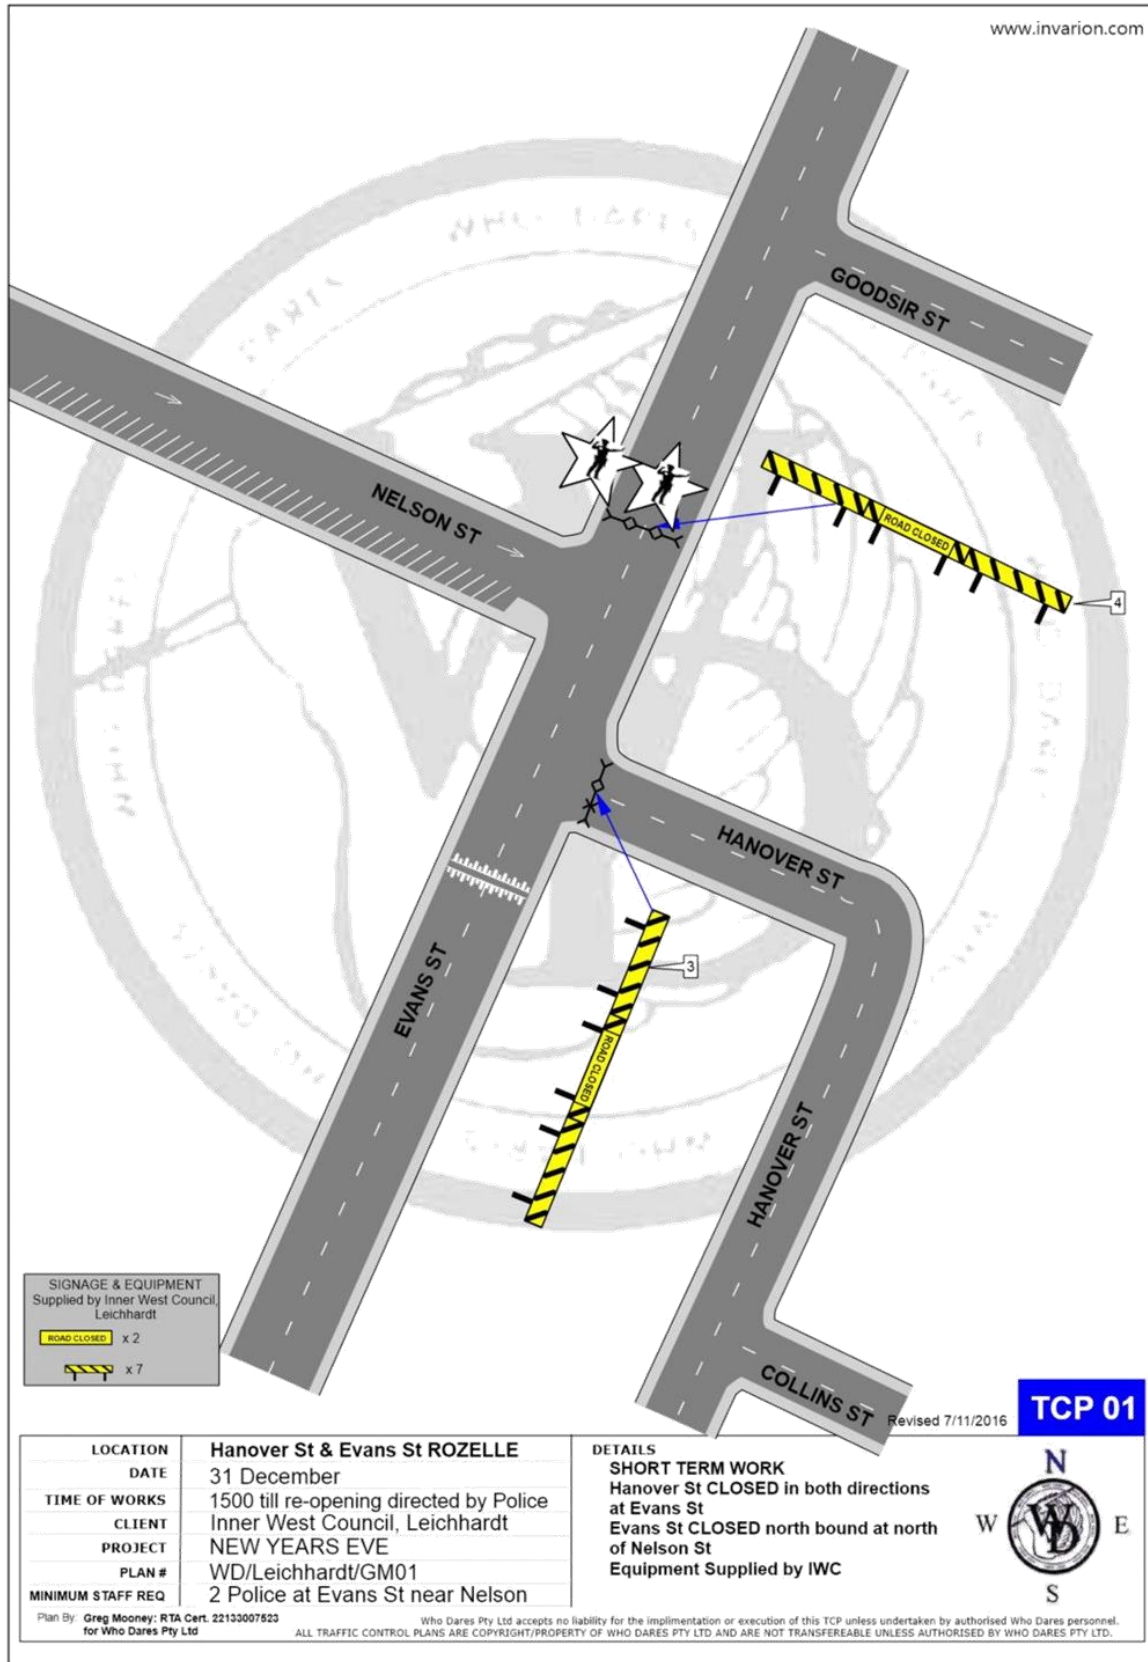 www.invarion.com
GOODSIR ST
NELSON ST
ROAD CLOSED
4
HANOVER ST
3
EVANS ST
ROAD CLOSED
HANOVER ST
SIGNAGE & EQUIPMENT
Supplied by Inner West Council,
Leichhardt
ROAD CLOSED x 2
x 7
COLLINS ST
Revised 7/11/2016
TCP 01
LOCATION Hanover St & Evans St ROZELLE
DATE 31 December
TIME OF WORKS 1500 till re-opening directed by Police
CLIENT Inner West Council, Leichhardt
PROJECT NEW YEARS EVE
PLAN # WD/Leichhardt/GM01
MINIMUM STAFF REQ 2 Police at Evans St near Nelson
DETAILS
SHORT TERM WORK
Hanover St CLOSED in both directions
at Evans St
Evans St CLOSED north bound at north
of Nelson St
Equipment Supplied by IWC
N
W
WD
E
S
Plan By: Greg Mooney: RTA Cert. 22133007523
for Who Dares Pty Ltd
Who Dares Pty Ltd accepts no liability for the implimentation or execution of this TCP unless undertaken by authorised Who Dares personnel.
ALL TRAFFIC CONTROL PLANS ARE COPYRIGHT/PROPERTY OF WHO DARES PTY LTD AND ARE NOT TRANSFEREABLE UNLESS AUTHORISED BY WHO DARES PTY LTD.